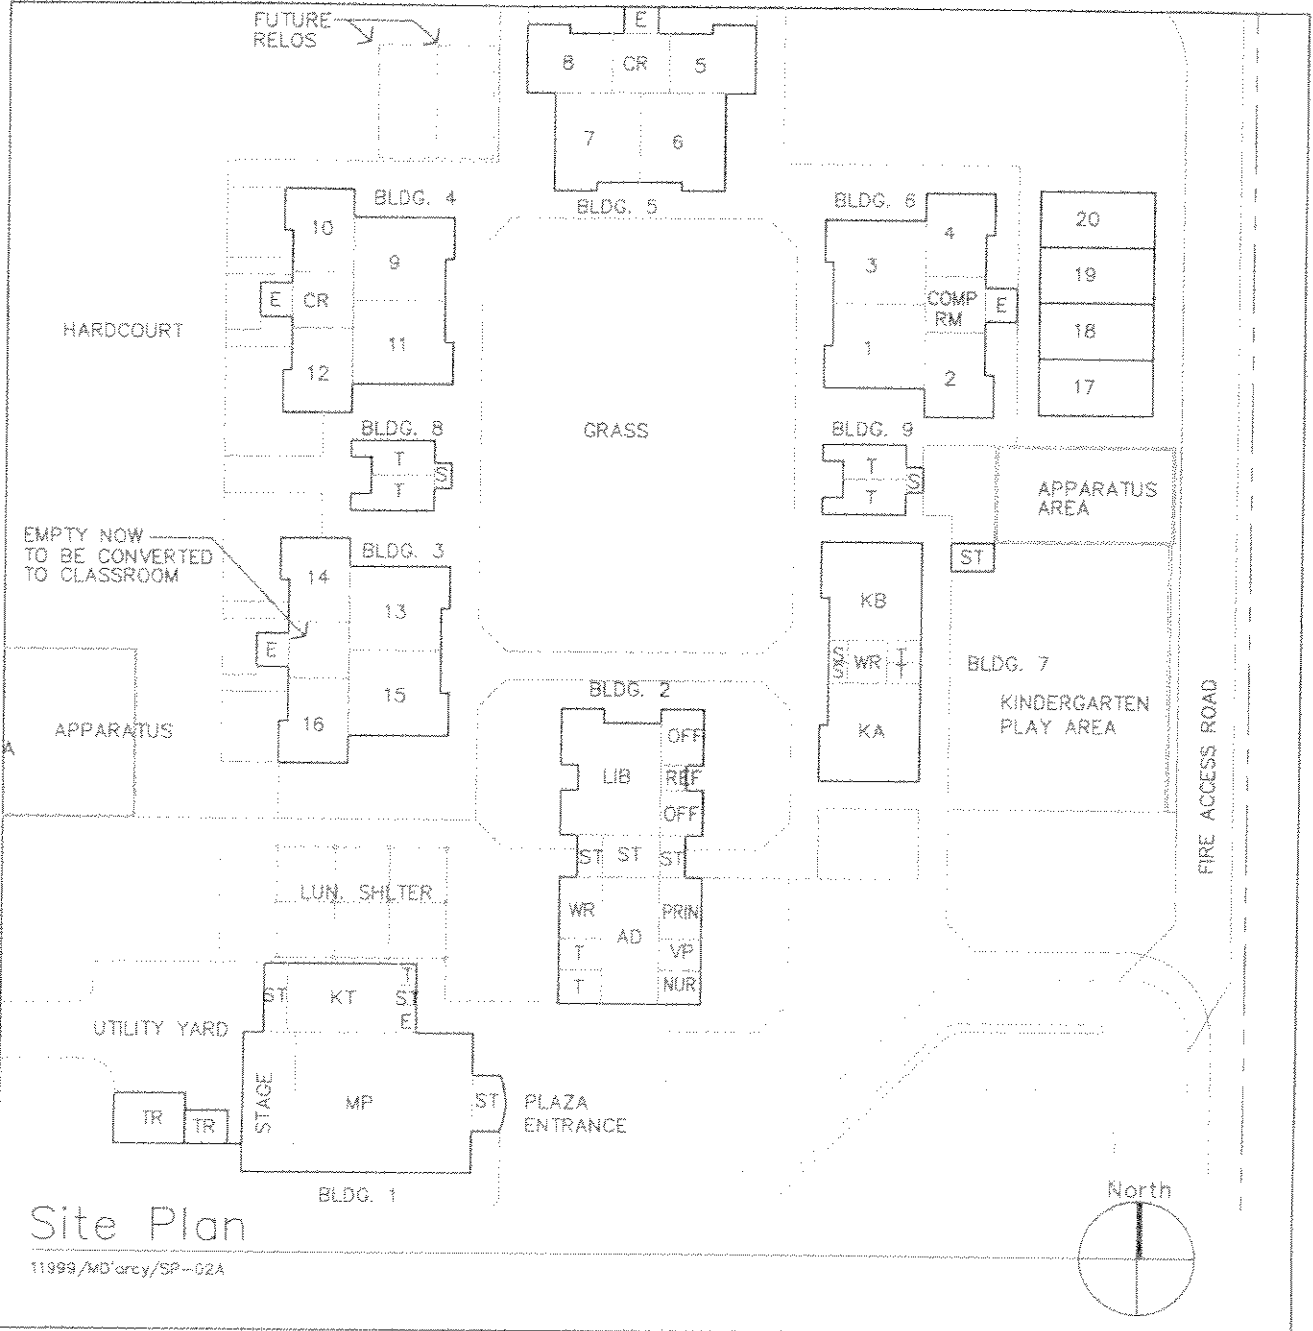 FUTURE
RELOS
E
8
CR
5
7
6
BLDG. 5
BLDG. 4
10
9
E
CR
11
12
HARDCOURT
BLDG. 6
4
3
COMP
RM
E
1
2
20
19
18
17
GRASS
BLDG. 8
T
S
T
BLDG. 9
T
S
T
APPARATUS
AREA
EMPTY NOW
TO BE CONVERTED
TO CLASSROOM
BLDG. 3
14
13
E
15
16
ST
KB
WR
T
T
KA
BLDG. 7
KINDERGARTEN
PLAY AREA
FIRE ACCESS ROAD
APPARATUS
A
BLDG. 2
OFF
LIB
REF
OFF
ST
ST
ST
WR
PRIN
AD
T
VP
T
NUR
LUN. SHLTER
T
ST
KT
ST
E
UTILITY YARD
STAGE
MP
ST
PLAZA
ENTRANCE
TR
TR
BLDG. 1
North
Site Plan
11999/MD'arcy/SP-02A